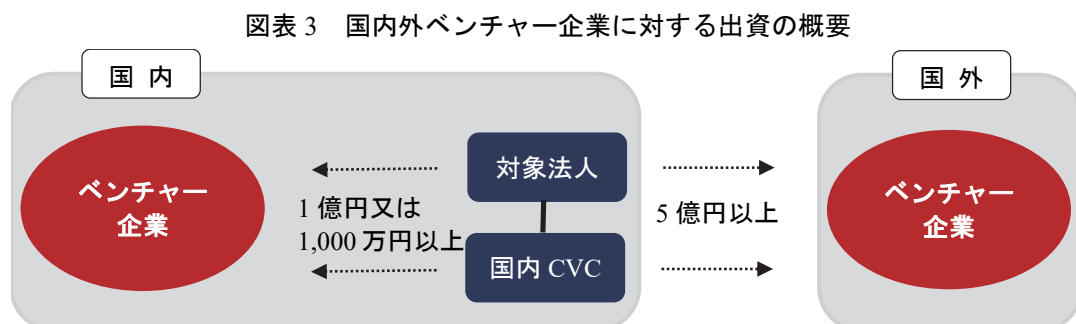 図表 3 国内外ベンチャー企業に対する出資の概要
国 内
国 外
ベンチャー
企業
1 億円又は
1,000 万円以上
対象法人
国内 CVC
5 億円以上
ベンチャー
企業